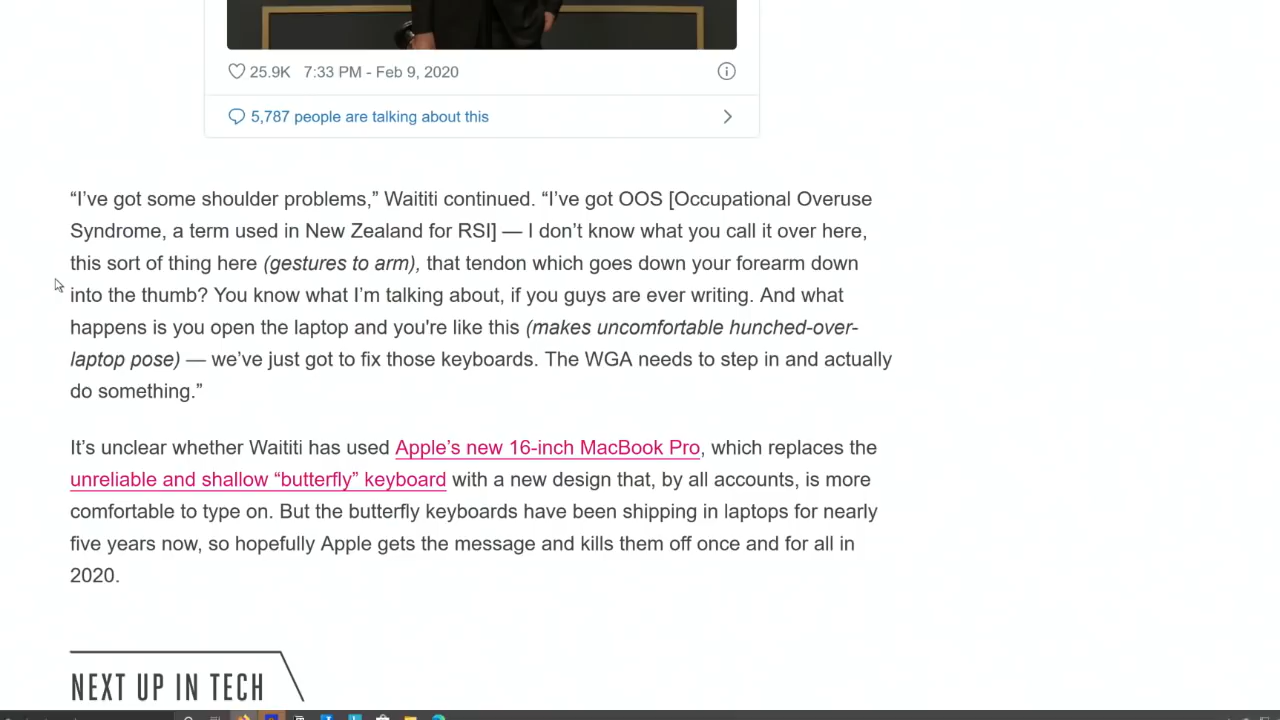 25.9K 7:33 PM - Feb 9, 2020
5,787 people are talking about this
“I’ve got some shoulder problems,” Waititi continued. “I’ve got OOS [Occupational Overuse
Syndrome, a term used in New Zealand for RSI] — I don’t know what you call it over here,
this sort of thing here (gestures to arm), that tendon which goes down your forearm down
into the thumb? You know what I’m talking about, if you guys are ever writing. And what
happens is you open the laptop and you're like this (makes uncomfortable hunched-over-
laptop pose) — we’ve just got to fix those keyboards. The WGA needs to step in and actually
do something.”
It’s unclear whether Waititi has used Apple’s new 16-inch MacBook Pro, which replaces the
unreliable and shallow “butterfly” keyboard with a new design that, by all accounts, is more
comfortable to type on. But the butterfly keyboards have been shipping in laptops for nearly
five years now, so hopefully Apple gets the message and kills them off once and for all in
2020.
NEXT UP IN TECH